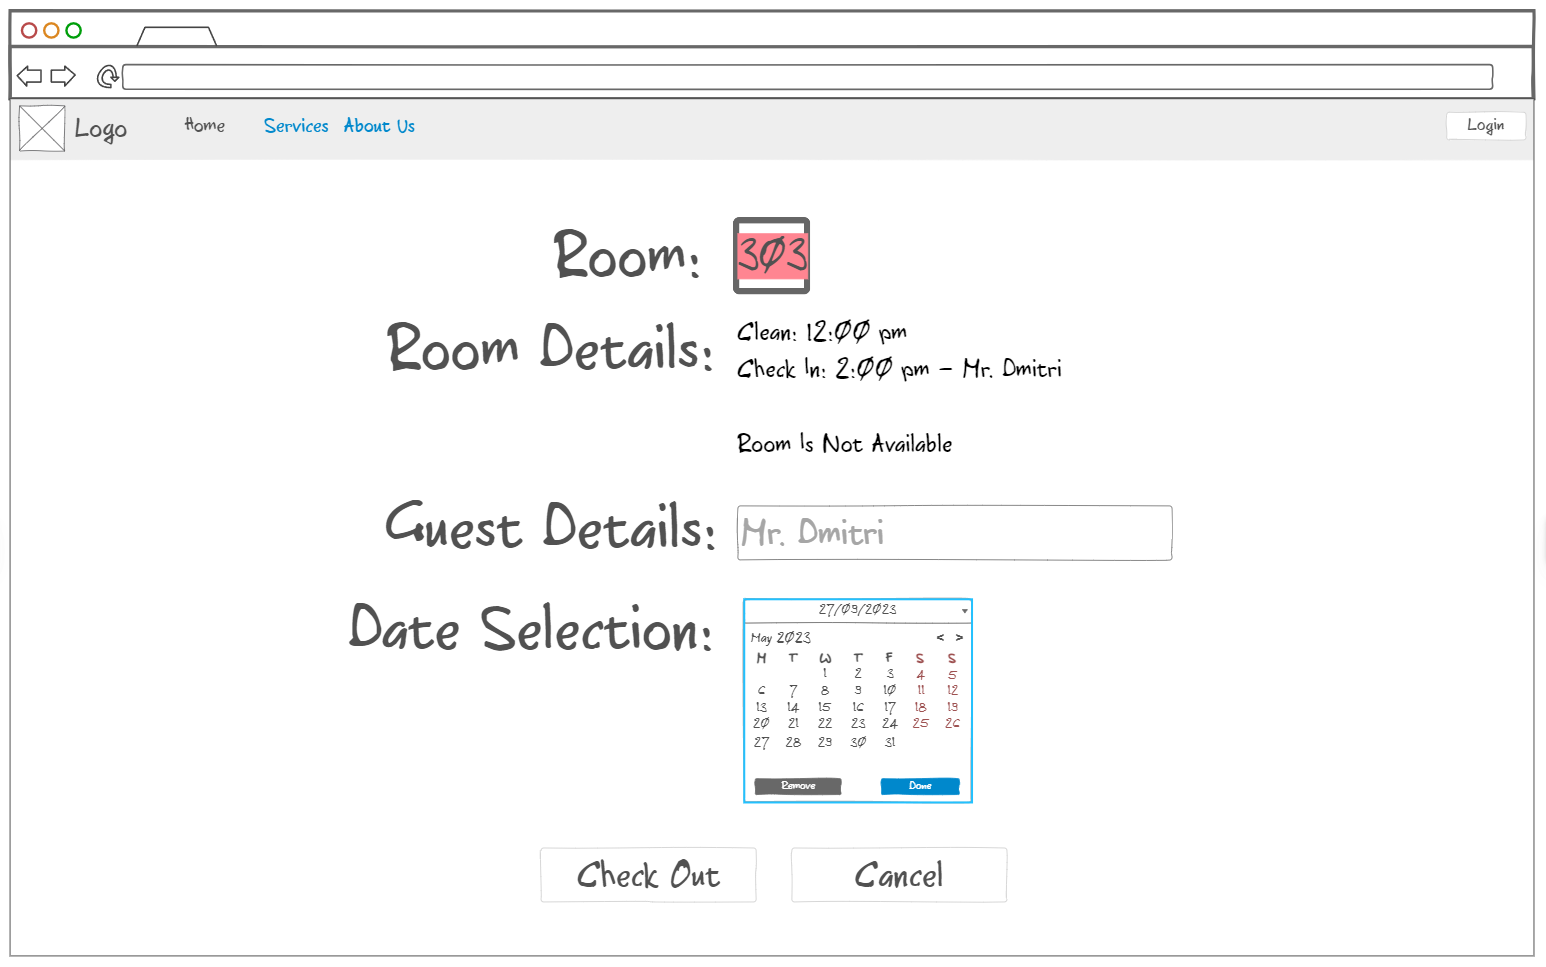 Logo Home Services About Us Login
Room: 303
Room Details: Clean: 12:00 pm
Check In: 2:00 pm - Mr. Dmitri
Room Is Not Available
Guest Details: Mr. Dmitri
Date Selection: 27/09/2023
May 2023 < >
M T W T F S S
1 2 3 4 5
6 7 8 9 10 11 12
13 14 15 16 17 18 19
20 21 22 23 24 25 26
27 28 29 30 31
Remove Done
Check Out Cancel